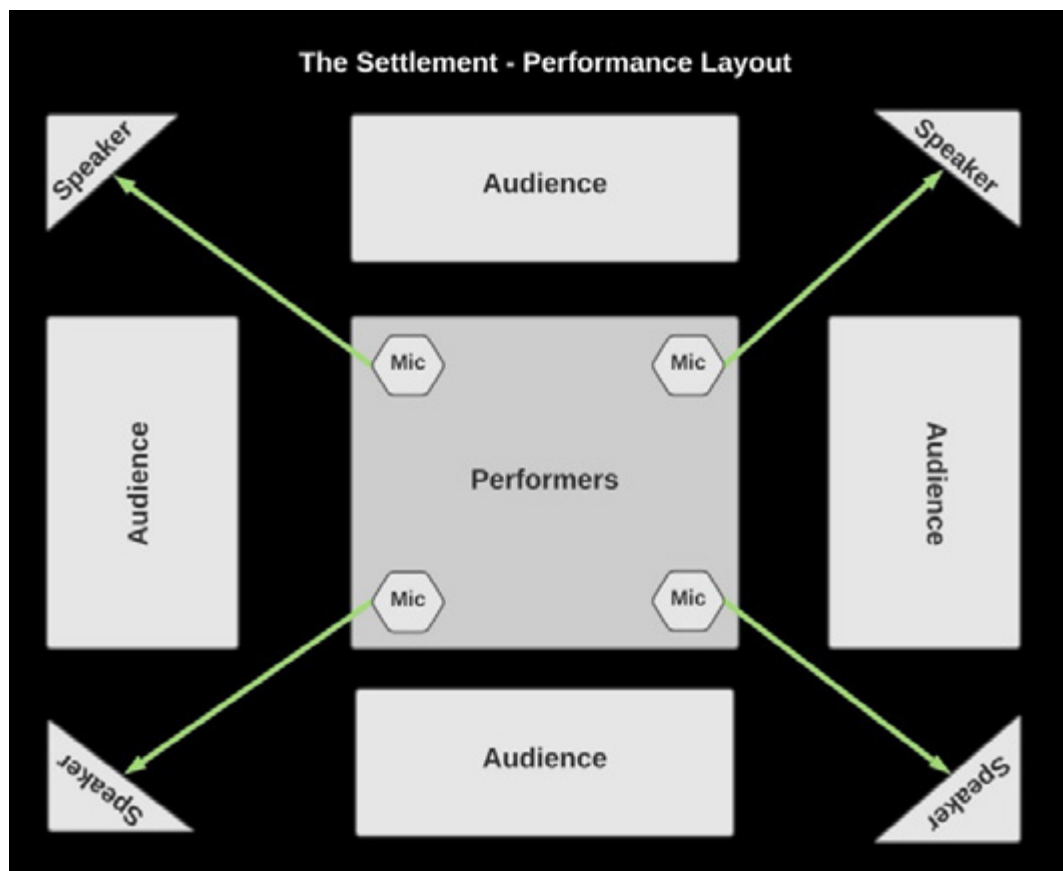 The Settlement - Performance Layout
Speaker
Speaker
Audience
Mic
Mic
Audience
Performers
Audience
Mic
Mic
Speaker
Audience
Speaker